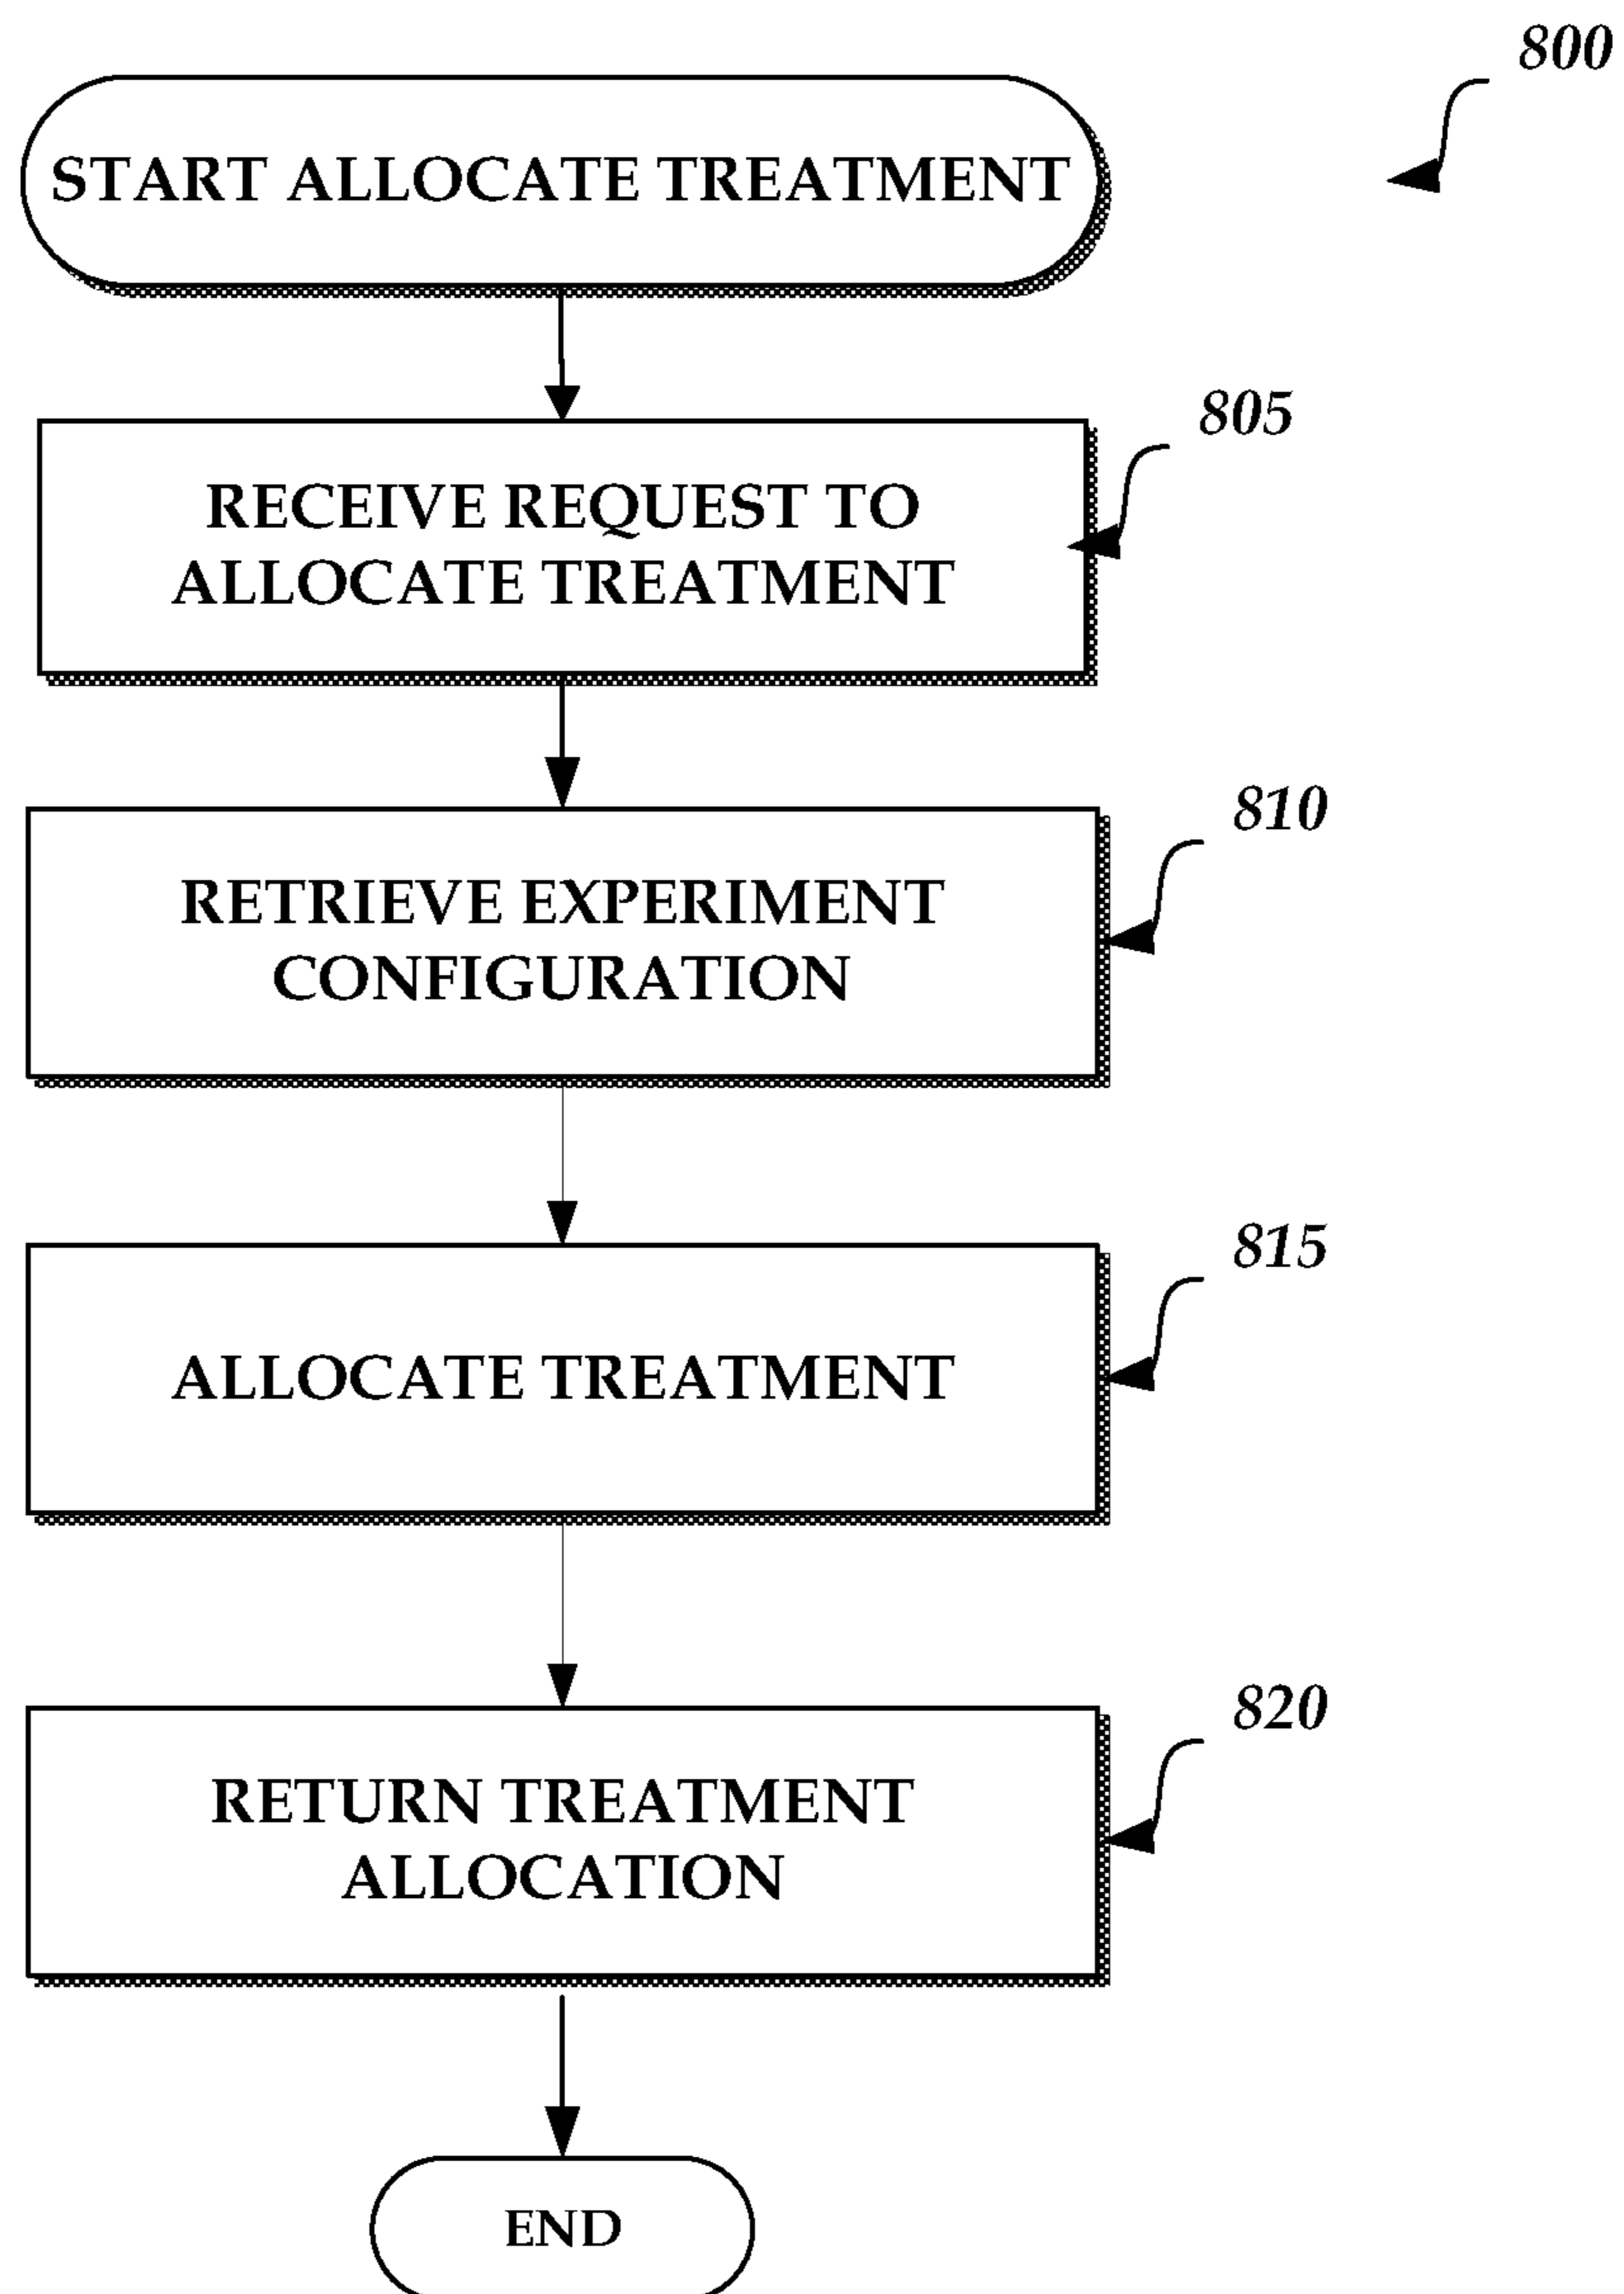 800
START ALLOCATE TREATMENT
805
RECEIVE REQUEST TO
ALLOCATE TREATMENT
810
RETRIEVE EXPERIMENT
CONFIGURATION
815
ALLOCATE TREATMENT
820
RETURN TREATMENT
ALLOCATION
END